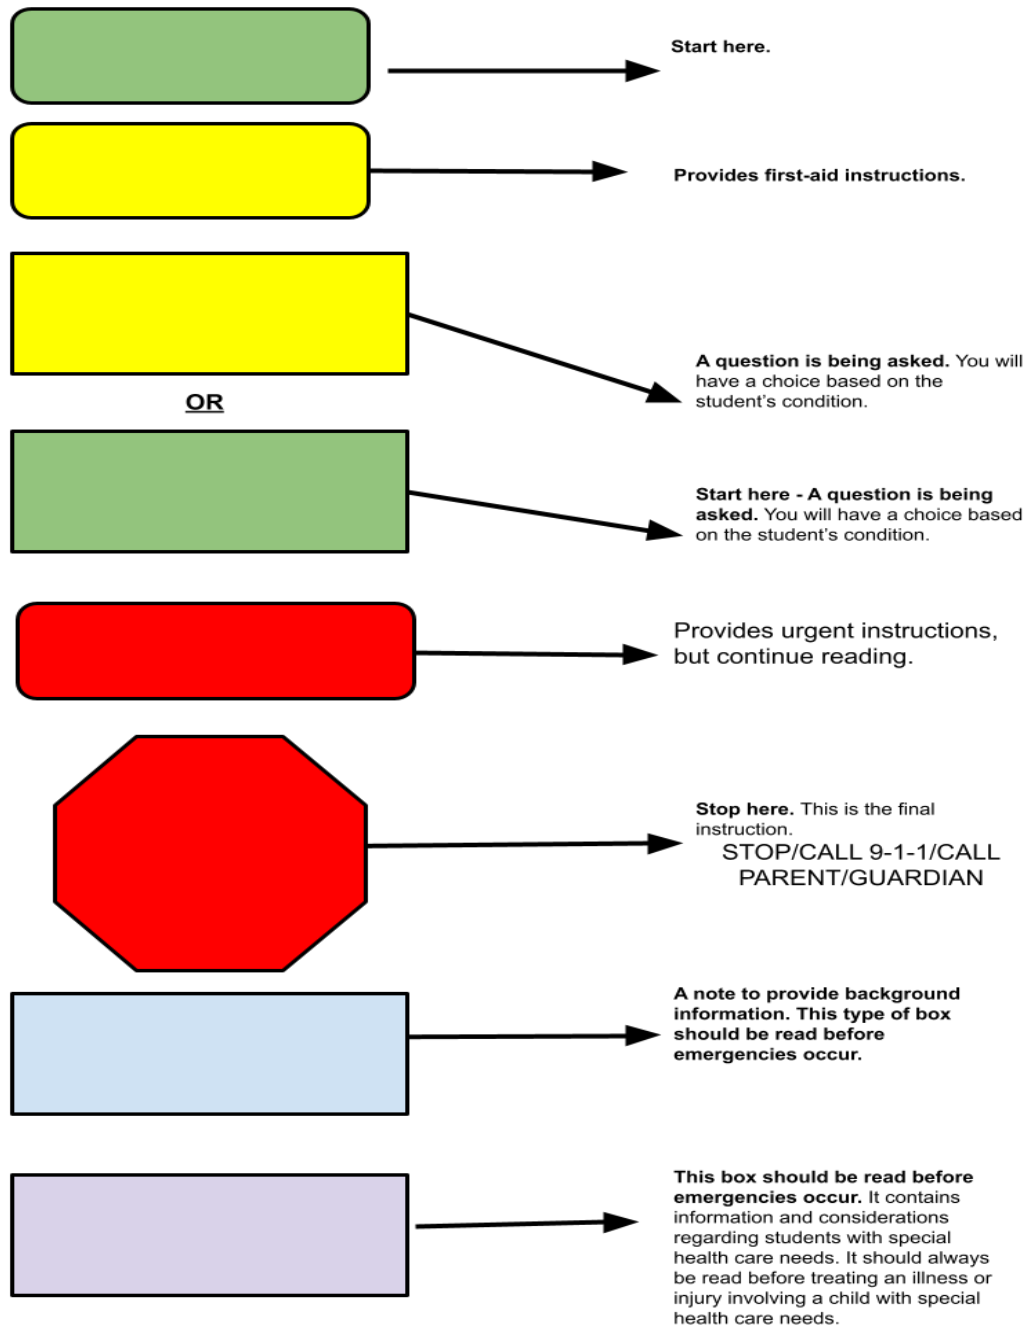 Start here.
Provides first-aid instructions.
A question is being asked. You will
have a choice based on the
student's condition.
OR
Start here - A question is being
asked. You will have a choice based
on the student's condition.
Provides urgent instructions,
but continue reading.
Stop here. This is the final
instruction.
STOP/CALL 9-1-1/CALL
PARENT/GUARDIAN
A note to provide background
information. This type of box
should be read before
emergencies occur.
This box should be read before
emergencies occur. It contains
information and considerations
regarding students with special
health care needs. It should always
be read before treating an illness or
injury involving a child with special
health care needs.